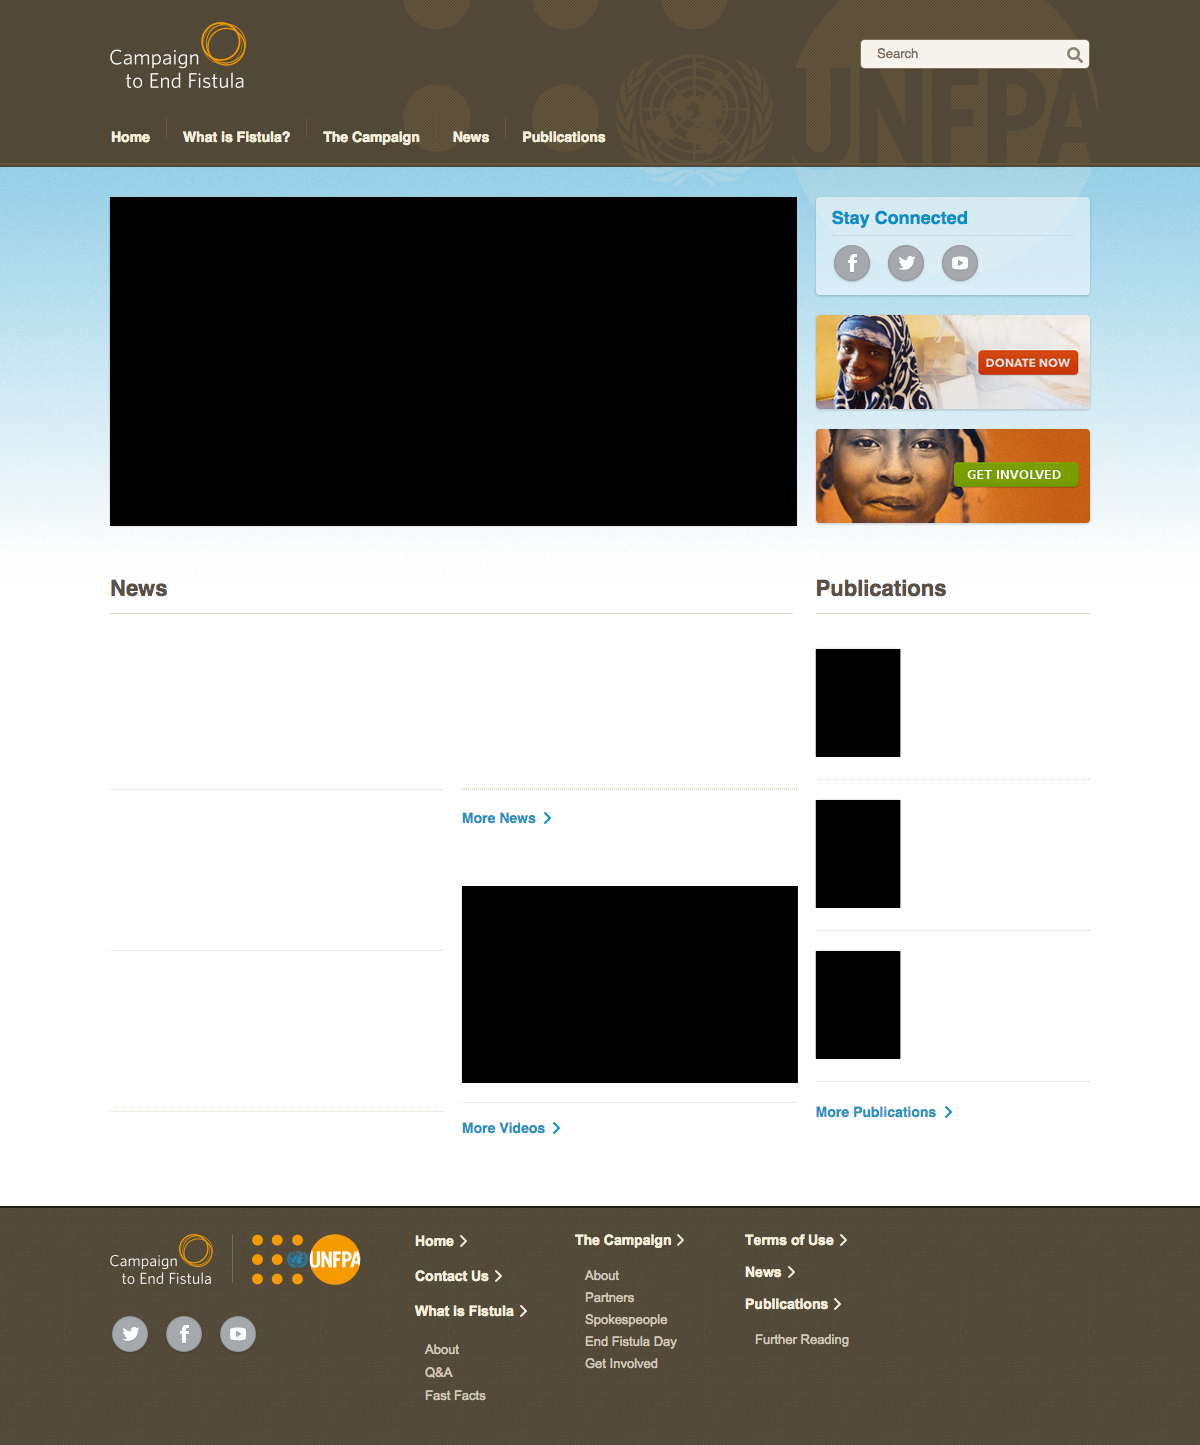 Campaign
to End Fistula
Search
UNFPA
Home
What is Fistula?
The Campaign
News
Publications
Stay Connected
DONATE NOW
GET INVOLVED
News
Publications
More News
More Videos
More Publications
Campaign
to End Fistula
UNFPA
Home
Contact Us
What is Fistula
About
Q&A
Fast Facts
The Campaign
About
Partners
Spokespeople
End Fistula Day
Get Involved
Terms of Use
News
Publications
Further Reading